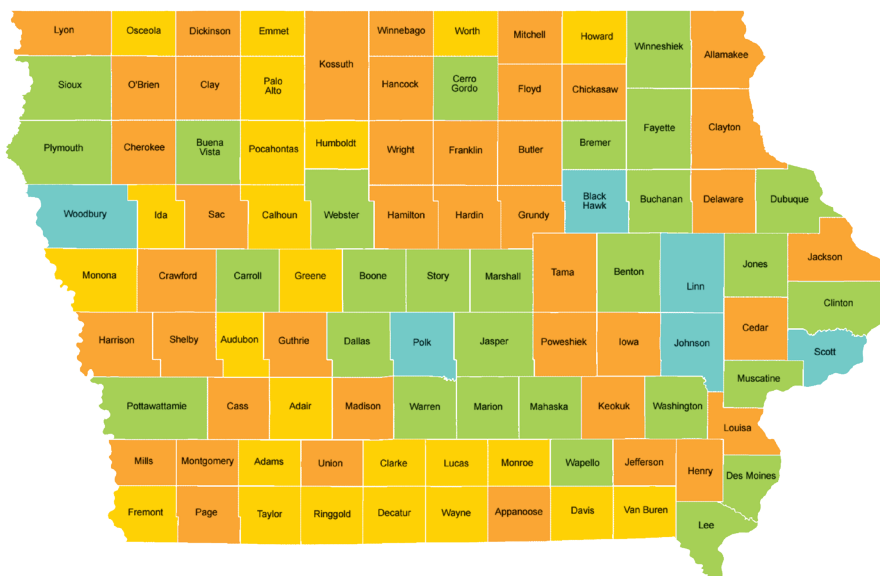 Lyon
Osceola
Dickinson
Emmet
Winnebago
Worth
Mitchell
Howard
Winneshiek
Allamakee
Kossuth
Sioux
O'Brien
Clay
Palo
Alto
Hancock
Cerro
Gordo
Floyd
Chickasaw
Plymouth
Cherokee
Buena
Vista
Pocahontas
Humboldt
Wright
Franklin
Butler
Bremer
Fayette
Clayton
Woodbury
Ida
Sac
Calhoun
Webster
Hamilton
Hardin
Grundy
Black
Hawk
Buchanan
Delaware
Dubuque
Monona
Crawford
Carroll
Greene
Boone
Story
Marshall
Tama
Benton
Linn
Jones
Jackson
Clinton
Harrison
Shelby
Audubon
Guthrie
Dallas
Polk
Jasper
Poweshiek
Iowa
Johnson
Cedar
Scott
Muscatine
Pottawattamie
Cass
Adair
Madison
Warren
Marion
Mahaska
Keokuk
Washington
Louisa
Mills
Montgomery
Adams
Union
Clarke
Lucas
Monroe
Wapello
Jefferson
Henry
Des Moines
Fremont
Page
Taylor
Ringgold
Decatur
Wayne
Appanoose
Davis
Van Buren
Lee